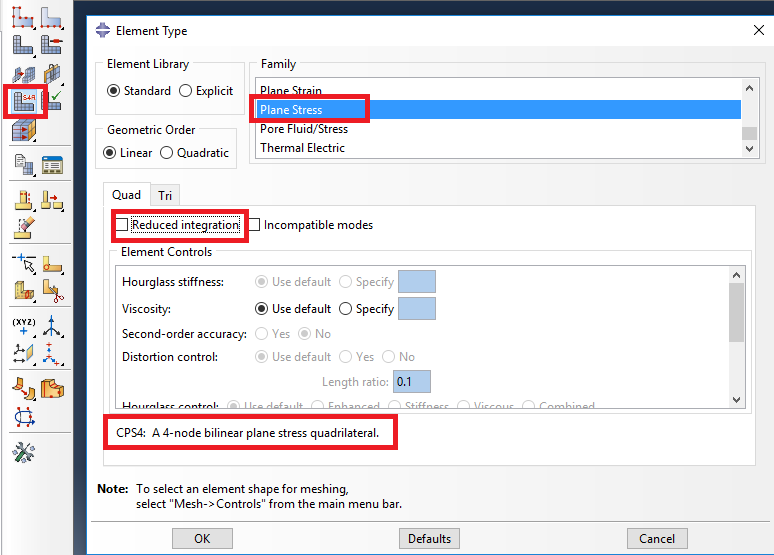 Element Type
Element Library
Standard Explicit
Geometric Order
Linear Quadratic
Family
Plane Strain
Plane Stress
Pore Fluid/Stress
Thermal Electric
Quad Tri
Reduced integration Incompatible modes
Element Controls
Hourglass stiffness: Use default Specify
Viscosity: Use default Specify
Second-order accuracy: Yes No
Distortion control: Use default Yes No
Length ratio: 0.1
Hourglass control: Use default Enhanced Stiffness Viscous Combined
CPS4: A 4-node bilinear plane stress quadrilateral.
Note: To select an element shape for meshing,
select "Mesh->Controls" from the main menu bar.
OK Defaults Cancel
S4R
(XYZ)